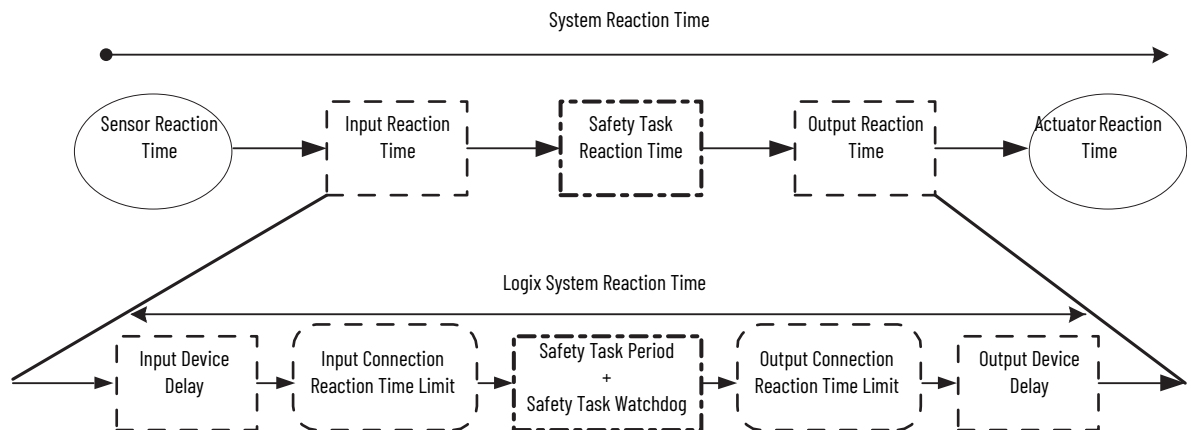 System Reaction Time
Sensor Reaction
Time
Input Reaction
Time
Safety Task
Reaction Time
Output Reaction
Time
Actuator Reaction
Time
Logix System Reaction Time
Input Device
Delay
Input Connection
Reaction Time Limit
Safety Task Period
+
Safety Task Watchdog
Output Connection
Reaction Time Limit
Output Device
Delay